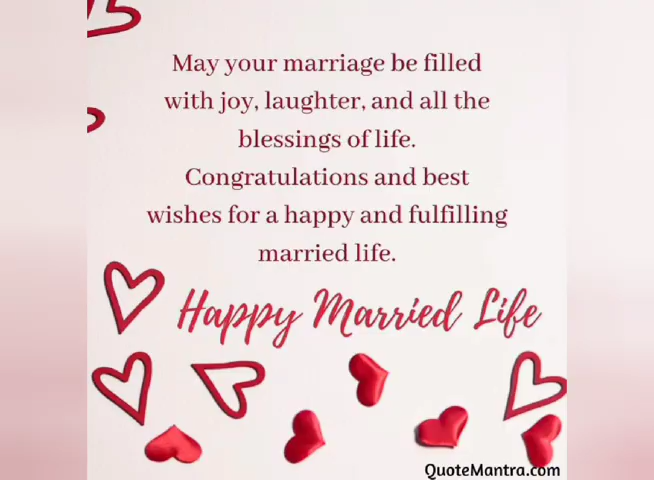 May your marriage be filled
with joy, laughter, and all the
blessings of life.
Congratulations and best
wishes for a happy and fulfilling
married life.
Happy Married Life
QuoteMantra.com